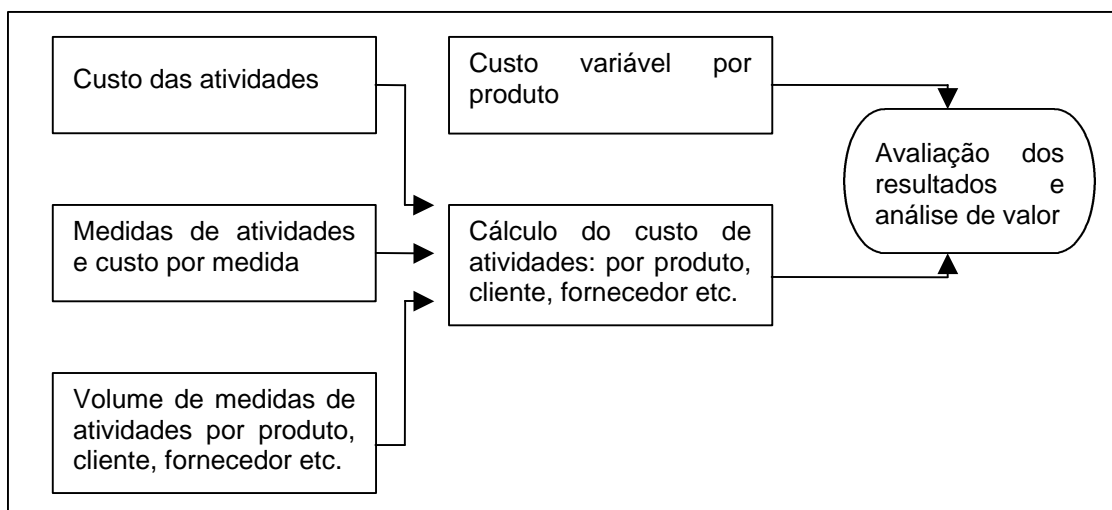 Custo das atividades
Custo variável por
produto
Avaliação dos
resultados e
análise de valor
Medidas de atividades
e custo por medida
Cálculo do custo de
atividades: por produto,
cliente, fornecedor etc.
Volume de medidas de
atividades por produto,
cliente, fornecedor etc.